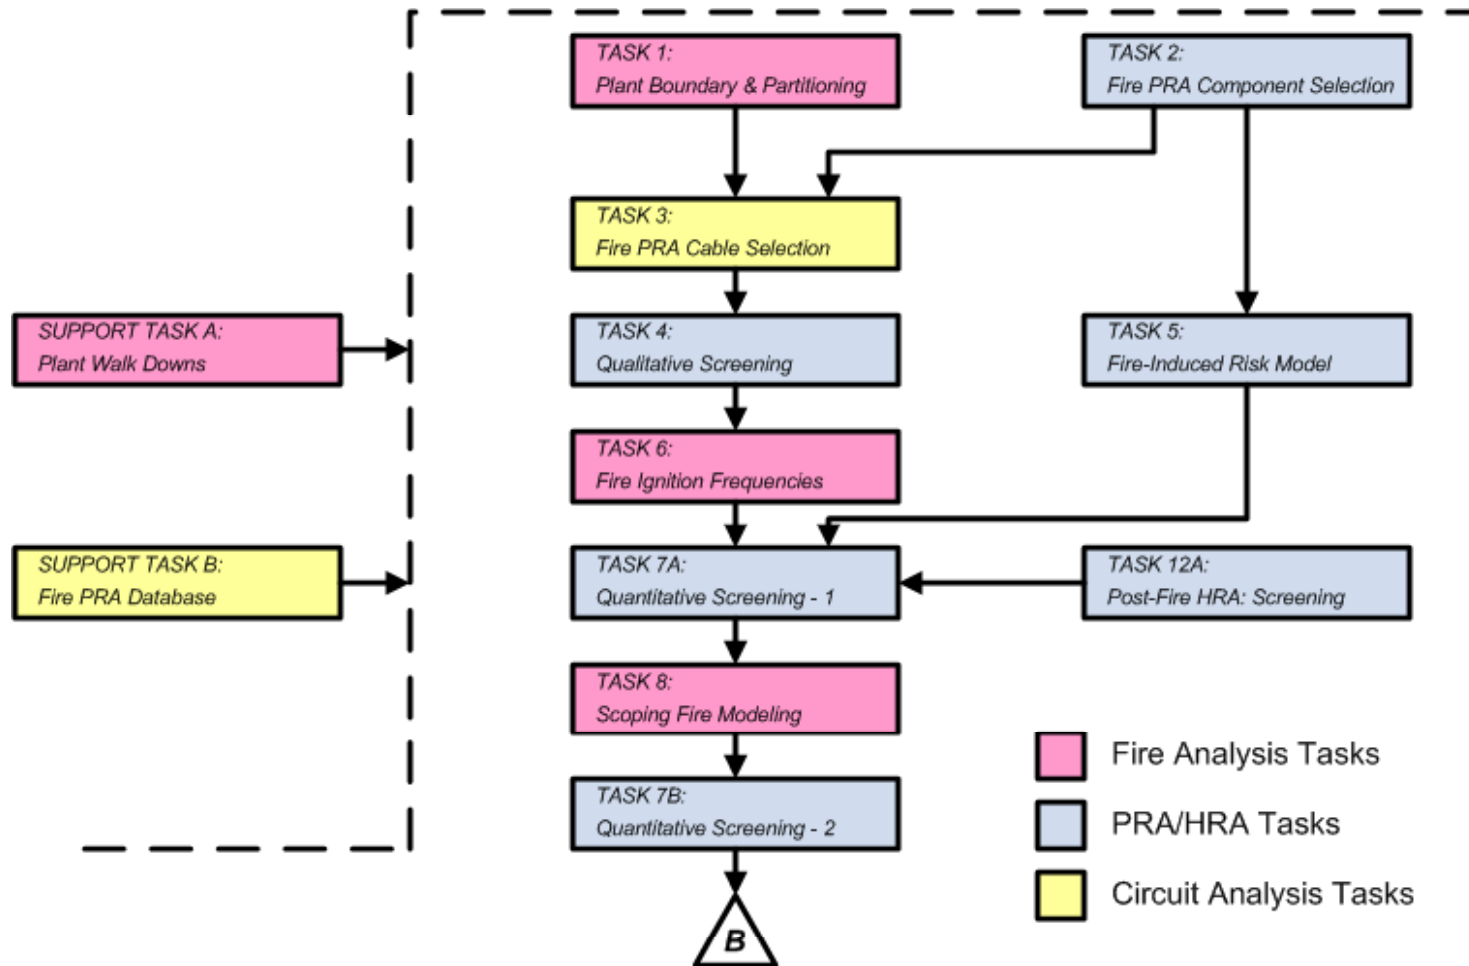 TASK 1:
Plant Boundary & Partitioning
TASK 2:
Fire PRA Component Selection
TASK 3:
Fire PRA Cable Selection
SUPPORT TASK A:
Plant Walk Downs
TASK 4:
Qualitative Screening
TASK 5:
Fire-Induced Risk Model
TASK 6:
Fire Ignition Frequencies
SUPPORT TASK B:
Fire PRA Database
TASK 7A:
Quantitative Screening - 1
TASK 12A:
Post-Fire HRA: Screening
TASK 8:
Scoping Fire Modeling
TASK 7B:
Quantitative Screening - 2
B
Fire Analysis Tasks
PRA/HRA Tasks
Circuit Analysis Tasks